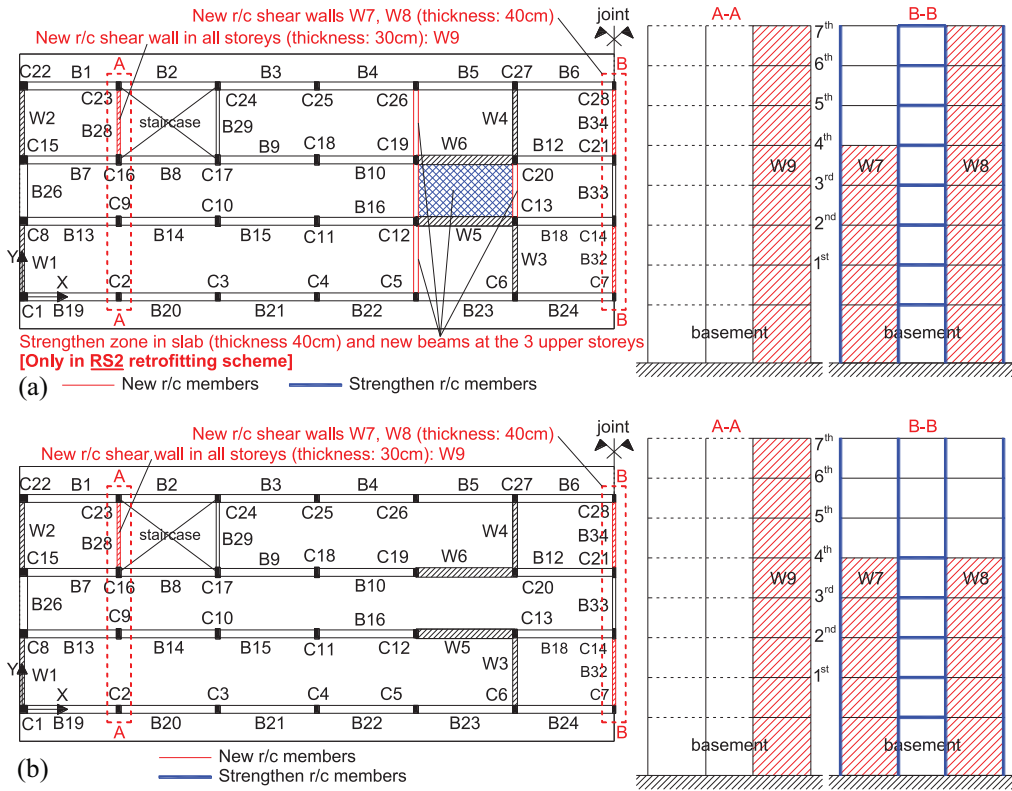 New r/c shear walls W7, W8 (thickness: 40cm)
New r/c shear wall in all storeys (thickness: 30cm): W9
joint
A-A
B-B
C22 B1 A B2 B3 B4 B5 C27 B6 B
C23 C24 C25 C26 C28
W2 B28 staircase B29 W4 B34
C15 B9 C18 C19 W6 B12 C21
B7 C16 B8 C17 B10 C20
B26 C9 C10 B16 C13 B33
C8 B13 B14 B15 C11 C12 W5 B18 C14
Y W1 W3 B32
X C2 C3 C4 C5 C6 C7
C1 B19 A B20 B21 B22 B23 B24 B
7th
6th
5th
4th
3rd
2nd
1st
W9 W7 W8
basement basement
Strengthen zone in slab (thickness 40cm) and new beams at the 3 upper storeys
[Only in RS2 retrofitting scheme]
(a) New r/c members Strengthen r/c members
New r/c shear walls W7, W8 (thickness: 40cm)
New r/c shear wall in all storeys (thickness: 30cm): W9
joint
A-A
B-B
C22 B1 A B2 B3 B4 B5 C27 B6 B
C23 C24 C25 C26 C28
W2 B28 staircase B29 W4 B34
C15 B9 C18 C19 W6 B12 C21
B7 C16 B8 C17 B10 C20
B26 C9 C10 B16 C13 B33
C8 B13 B14 B15 C11 C12 W5 B18 C14
Y W1 W3 B32
X C2 C3 C4 C5 C6 C7
C1 B19 A B20 B21 B22 B23 B24 B
7th
6th
5th
4th
3rd
2nd
1st
W9 W7 W8
basement basement
New r/c members
(b) Strengthen r/c members